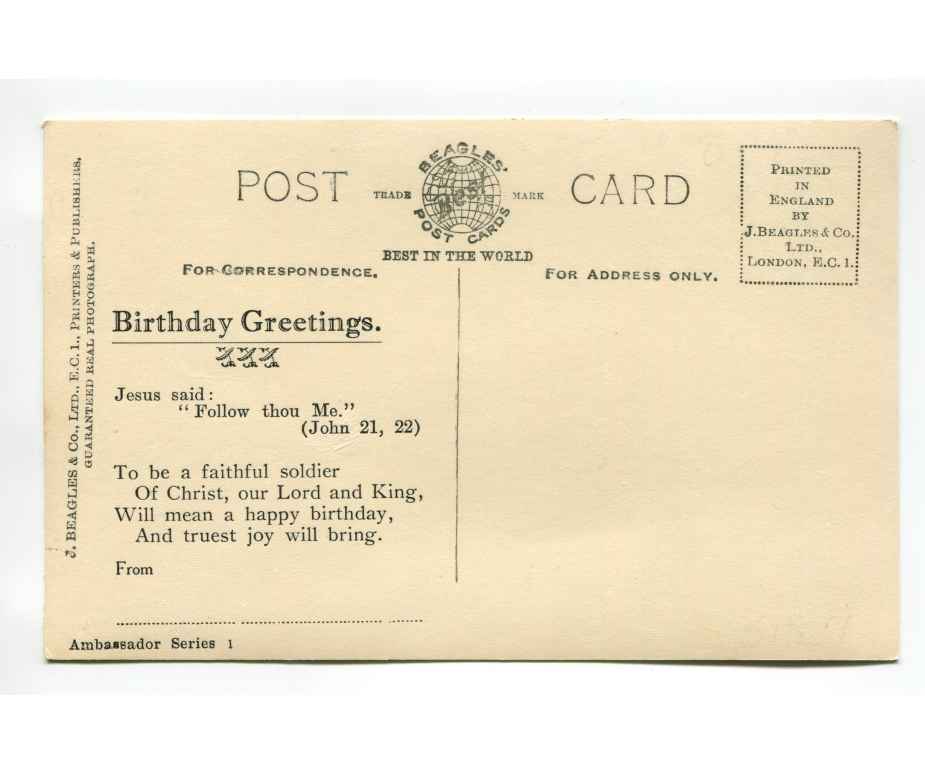 POST TRADE BEAGLES' BEST POST CARDS MARK CARD
BEST IN THE WORLD
PRINTED
IN
ENGLAND
BY
J. BEAGLES & CO.
LTD.,
LONDON, E.C. 1.
FOR CORRESPONDENCE.
FOR ADDRESS ONLY.
J. BEAGLES & CO., LTD., E.C. 1., PRINTERS & PUBLISHERS.
GUARANTEED REAL PHOTOGRAPH.
Birthday Greetings.
Jesus said:
"Follow thou Me."
(John 21, 22)
To be a faithful soldier
Of Christ, our Lord and King,
Will mean a happy birthday,
And truest joy will bring.
From
Ambassador Series 1